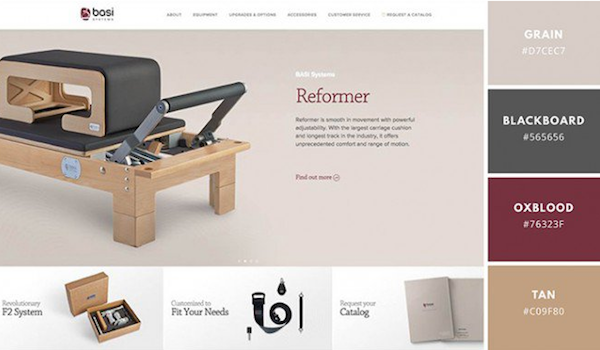 basi
systems
ABOUT
EQUIPMENT
UPGRADES & OPTIONS
ACCESSORIES
CUSTOMER SERVICE
REQUEST A CATALOG
BASI Systems
Reformer
Reformer is smooth in movement with powerful
adjustability. With the largest carriage cushion
and longest track in the industry, it offers
unprecedented comfort and range of motion.
Find out more
Revolutionary
F2 System
Customized to
Fit Your Needs
Request your
Catalog
GRAIN
#D7CEC7
BLACKBOARD
#565656
OXBLOOD
#76323F
TAN
#C09F80